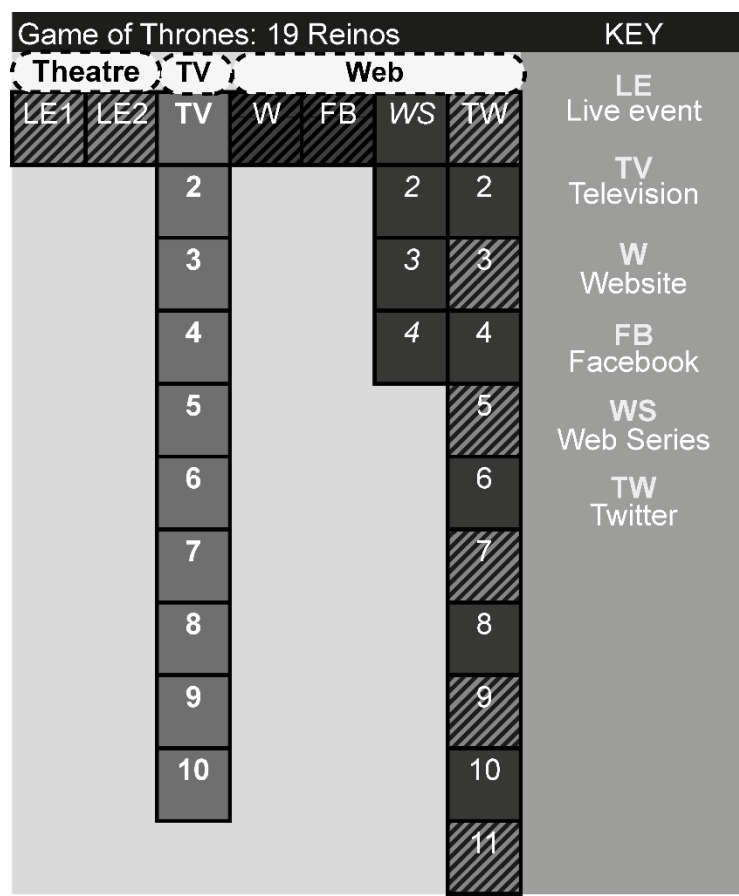 Game of Thrones: 19 Reinos KEY
Theatre TV Web
LE1 LE2 TV W FB WS TW
2 2 2
3 3 3
4 4 4
5 5
6 6
7 7
8 8
9 9
10 10
11
LE
Live event
TV
Television
W
Website
FB
Facebook
WS
Web Series
TW
Twitter